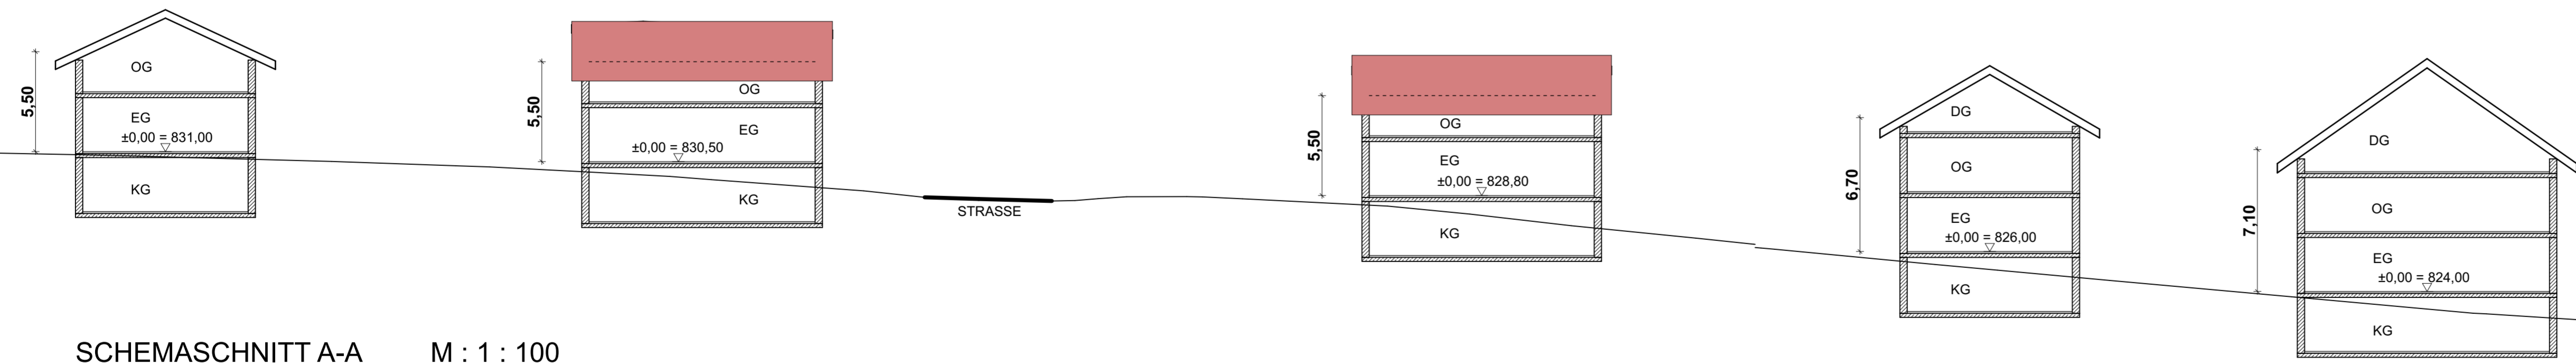 5,50
OG
EG
±0,00 = 831,00
KG
5,50
OG
EG
±0,00 = 830,50
KG
STRASSE
5,50
OG
EG
±0,00 = 828,80
KG
6,70
DG
OG
EG
±0,00 = 826,00
KG
7,10
DG
OG
EG
±0,00 = 824,00
KG
SCHEMASCHNITT A-A M : 1 : 100